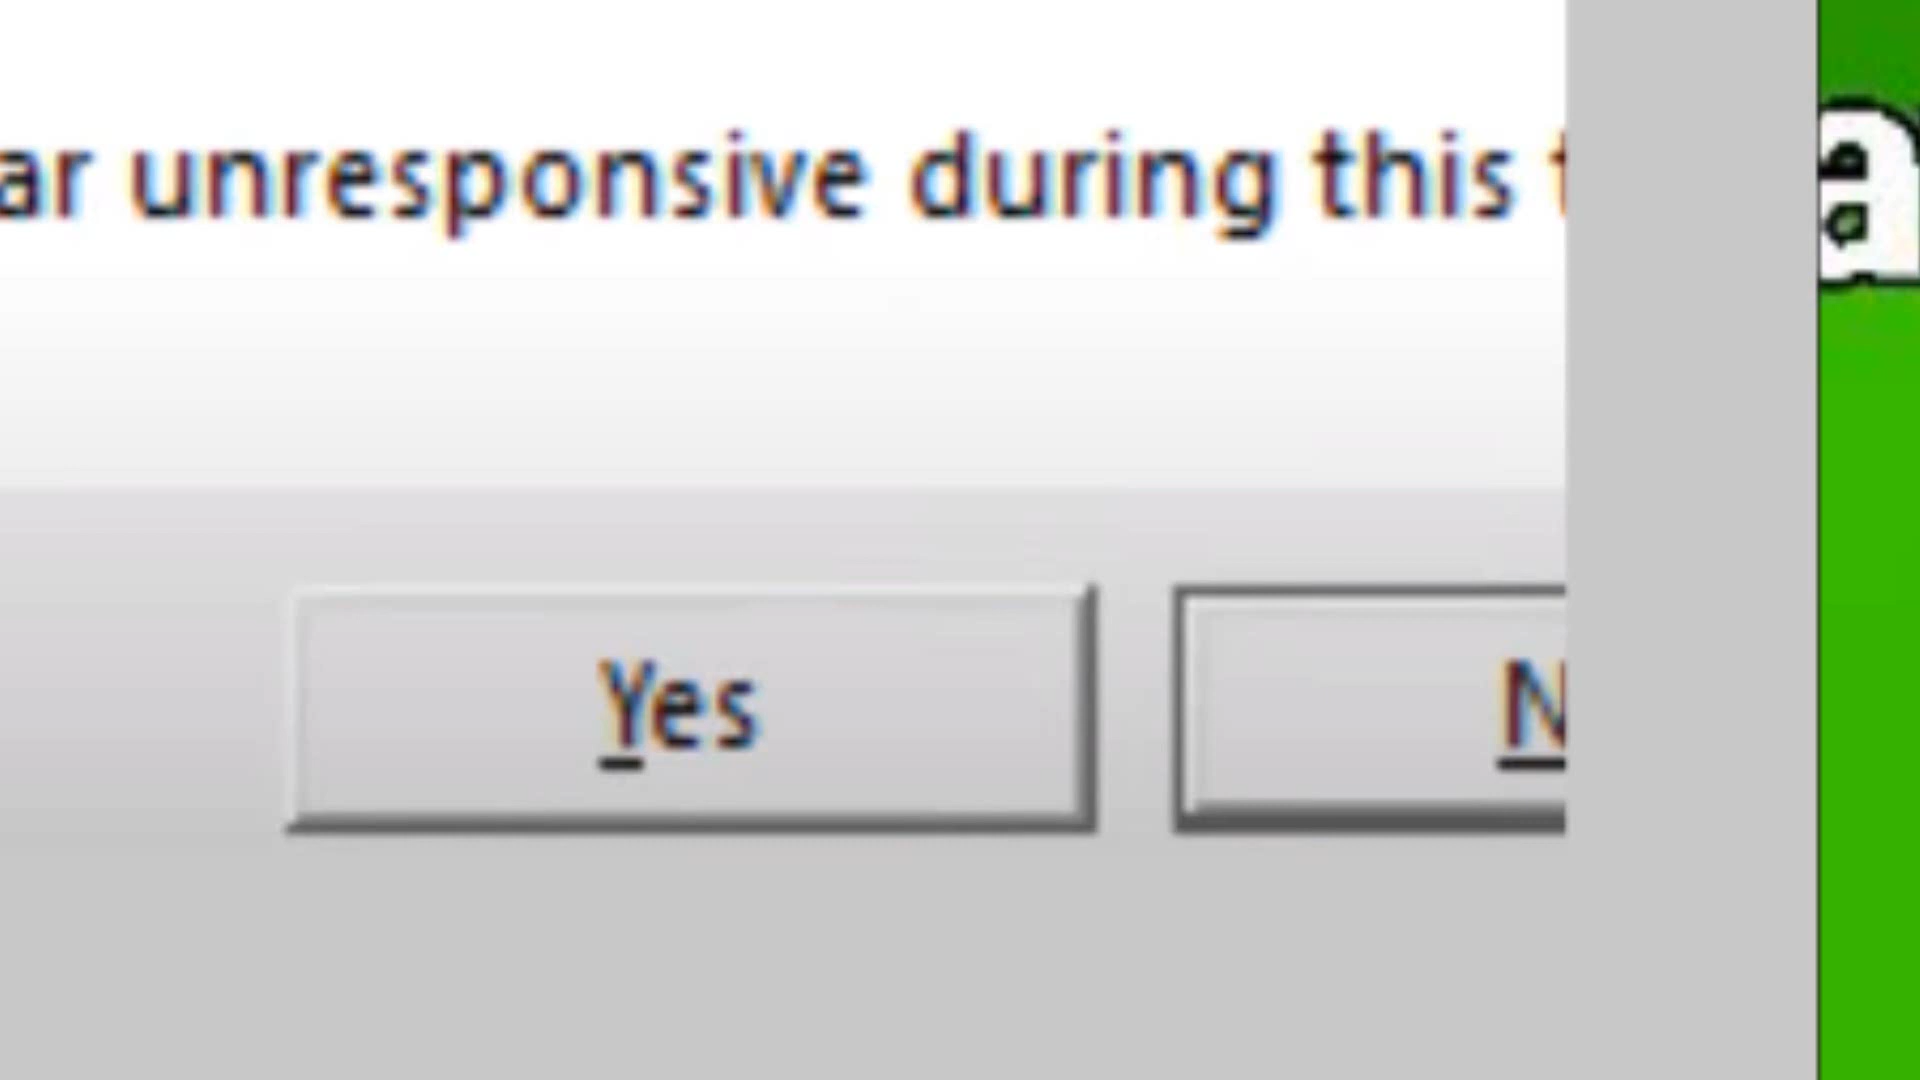 ar unresponsive during this
Yes N
a